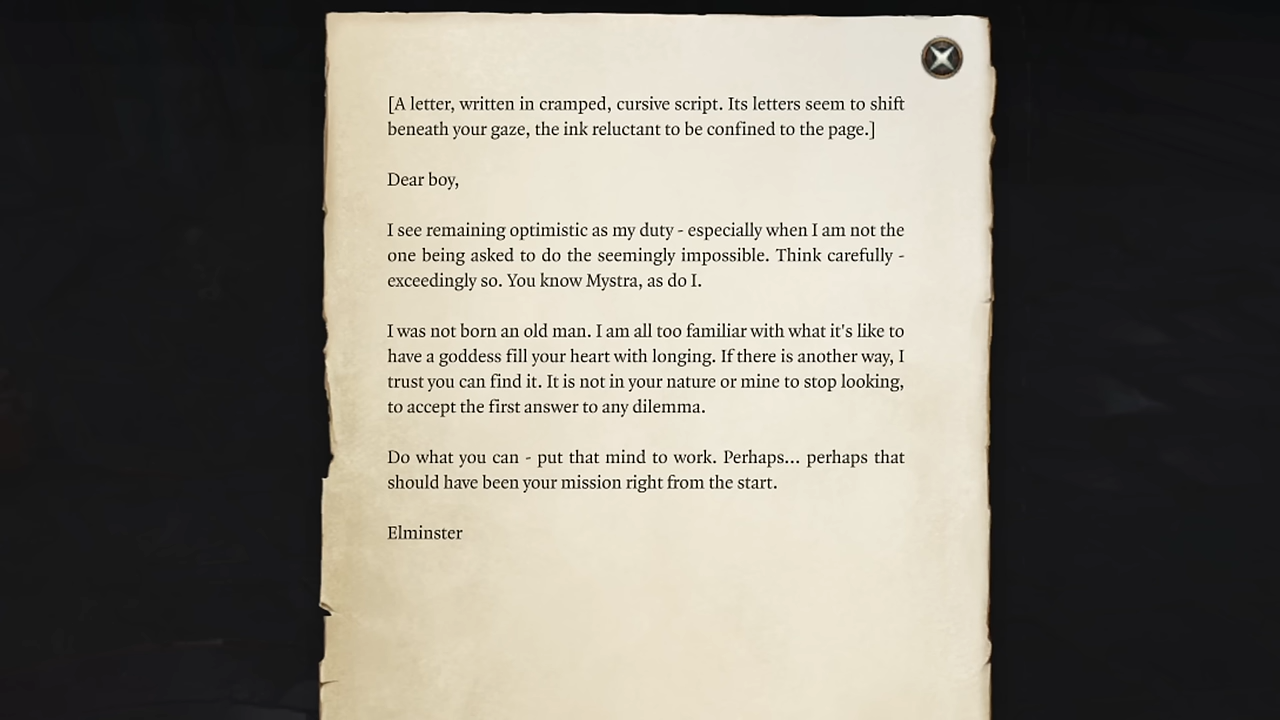 [A letter, written in cramped, cursive script. Its letters seem to shift
beneath your gaze, the ink reluctant to be confined to the page.]
Dear boy,
I see remaining optimistic as my duty - especially when I am not the
one being asked to do the seemingly impossible. Think carefully -
exceedingly so. You know Mystra, as do I.
I was not born an old man. I am all too familiar with what it's like to
have a goddess fill your heart with longing. If there is another way, I
trust you can find it. It is not in your nature or mine to stop looking,
to accept the first answer to any dilemma.
Do what you can - put that mind to work. Perhaps... perhaps that
should have been your mission right from the start.
Elminster